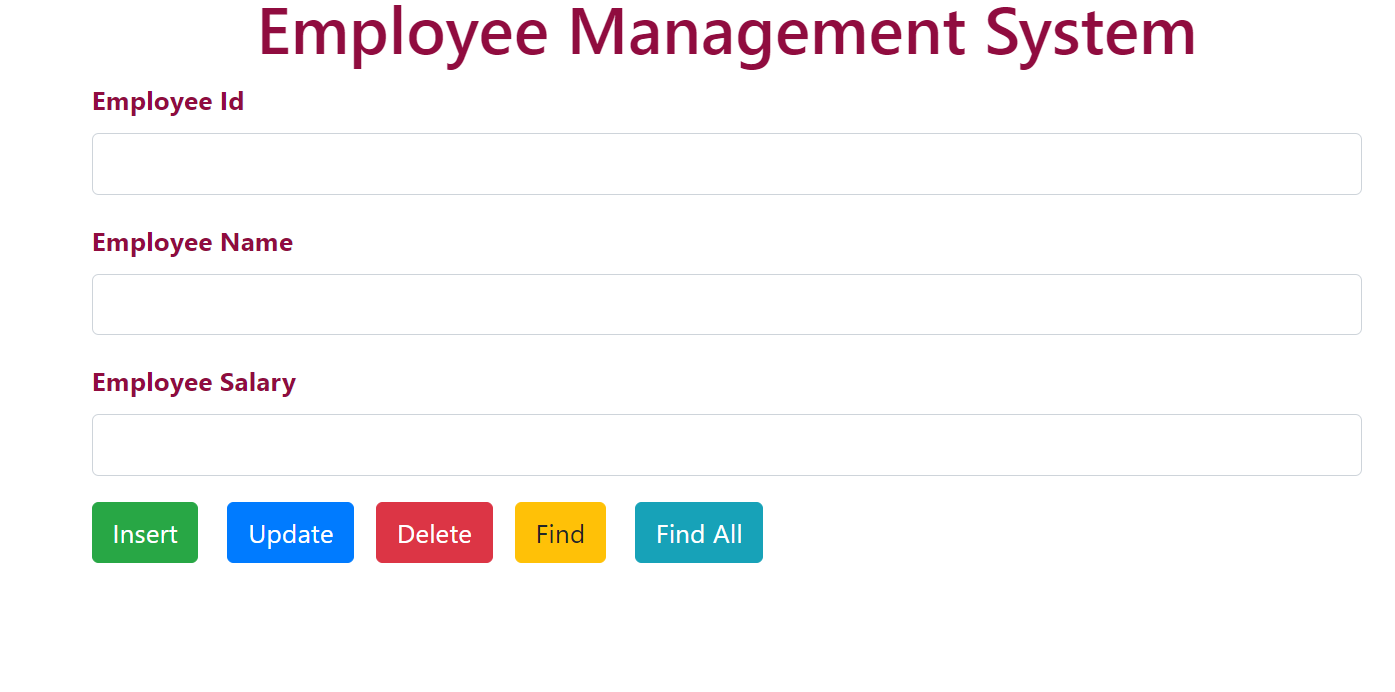 Employee Management System
Employee Id
Employee Name
Employee Salary
Insert Update Delete Find Find All